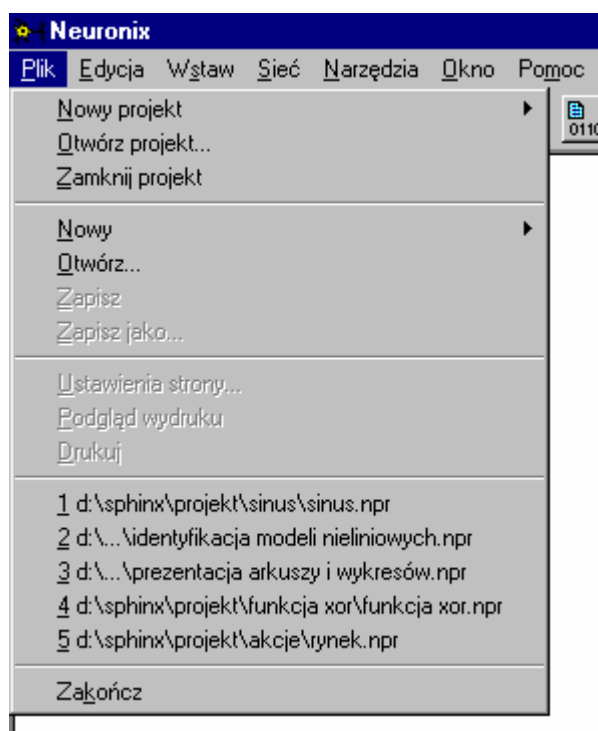 Neuronix
Plik Edycja Wstaw Sieć Narzędzia Okno Pomoc
0110
Nowy projekt
Otwórz projekt...
Zamknij projekt
Nowy
Otwórz...
Zapisz
Zapisz jako...
Ustawienia strony...
Podgląd wydruku
Drukuj
1 d:\sphinx\projekt\sinus\sinus.npr
2 d:\...\identyfikacja modeli nieliniowych.npr
3 d:\...\prezentacja arkuszy i wykresów.npr
4 d:\sphinx\projekt\funkcja xor\funkcja xor.npr
5 d:\sphinx\projekt\akcje\rynek.npr
Zakończ